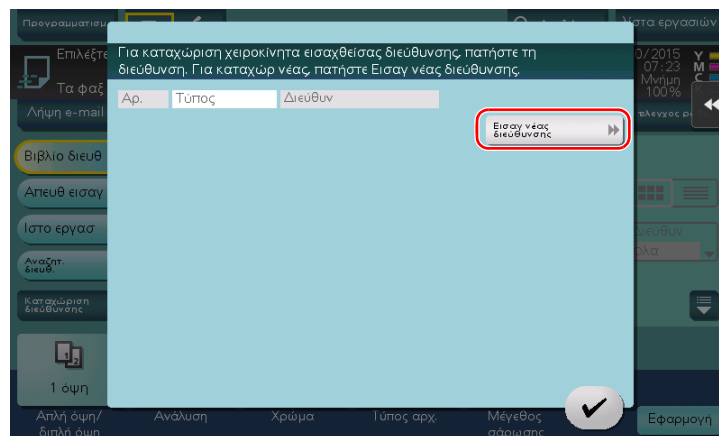 Προγραμματισμ
Λίστα εργασιών
Επιλέξτε
Για καταχώριση χειροκίνητα εισαχθείσας διεύθυνσης, πατήστε τη
διεύθυνση. Για καταχώρ νέας, πατήστε Εισαγ νέας διεύθυνσης.
0/2015
07:23
Μνήμη
100%
Y
M
C
Τα φαξ
Λήψη e-mail
Αρ.
Τύπος
Διεύθυν
Εισαγ νέας
διεύθυνσης
Βιβλιο διευθ
Απευθ εισαγ
Ιστο εργασ
Αναζητ.
διευθ.
Καταχώριση
διεύθυνσης
1 όψη
Απλή όψη/
διπλή όψη
Ανάλυση
Χρώμα
Τύπος αρχ.
Μέγεθος
σάρωσης
Εφαρμογή